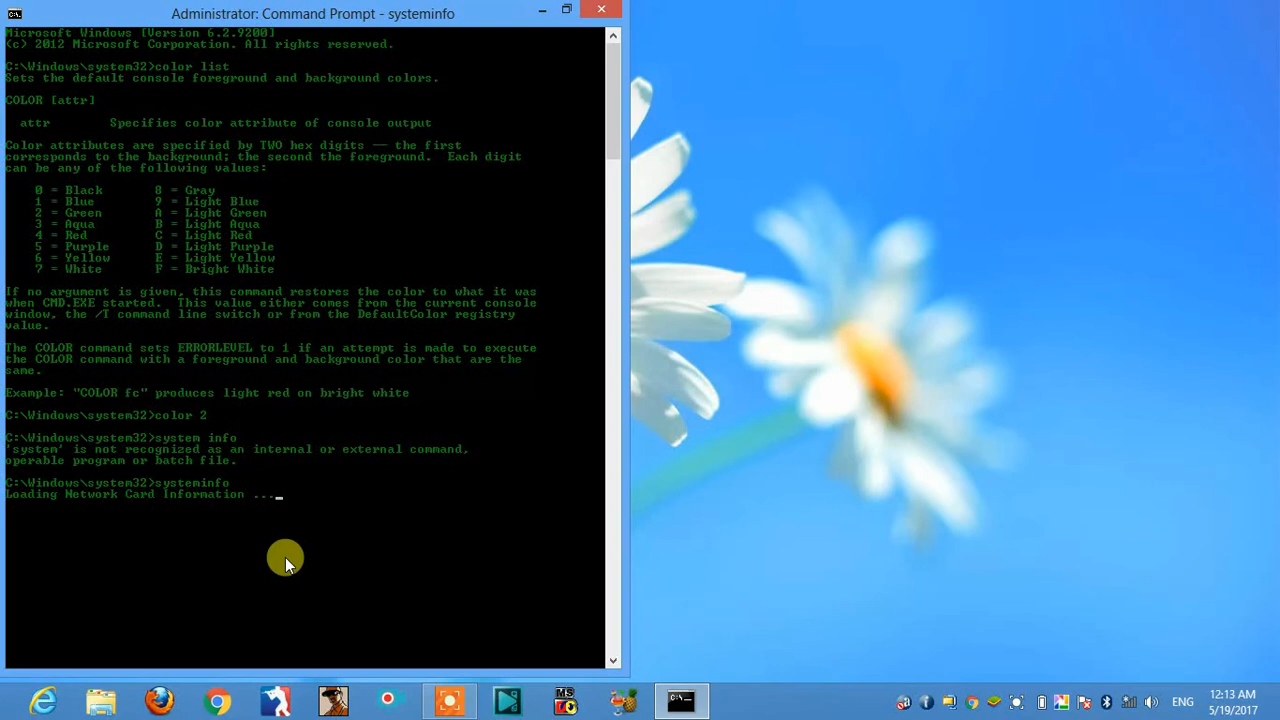 Administrator: Command Prompt - systeminfo
Microsoft Windows [Version 6.2.9200]
(c) 2012 Microsoft Corporation. All rights reserved.
C:\Windows\system32>color list
Sets the default console foreground and background colors.
COLOR [attr]
attr Specifies color attribute of console output
Color attributes are specified by TWO hex digits -- the first
corresponds to the background; the second the foreground. Each digit
can be any of the following values:
0 = Black 8 = Gray
1 = Blue 9 = Light Blue
2 = Green A = Light Green
3 = Aqua B = Light Aqua
4 = Red C = Light Red
5 = Purple D = Light Purple
6 = Yellow E = Light Yellow
7 = White F = Bright White
If no argument is given, this command restores the color to what it was
when CMD.EXE started. This value either comes from the current console
window, the /T command line switch or from the DefaultColor registry
value.
The COLOR command sets ERRORLEVEL to 1 if an attempt is made to execute
the COLOR command with a foreground and background color that are the
same.
Example: "COLOR fc" produces light red on bright white
C:\Windows\system32>color 2
C:\Windows\system32>system info
'system' is not recognized as an internal or external command,
operable program or batch file.
C:\Windows\system32>systeminfo
Loading Network Card Information ..._
MS
ENG
12:13 AM
5/19/2017